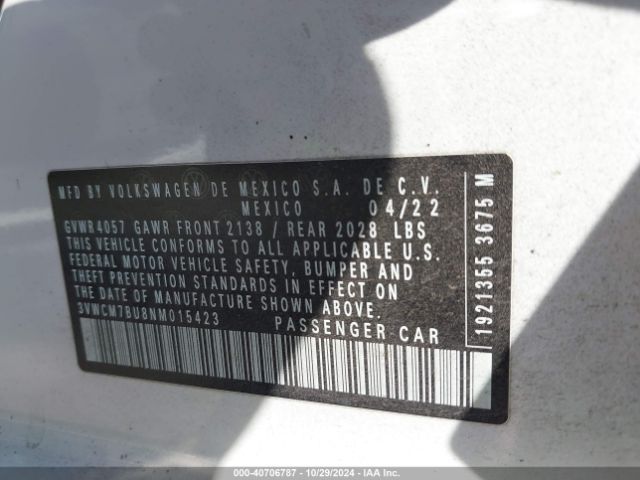 MFD BY VOLKSWAGEN DE MEXICO S.A. DE C.V.
MEXICO 04/22
GVWR 4057 GAWR FRONT 2138 / REAR 2028 LBS
THIS VEHICLE CONFORMS TO ALL APPLICABLE U.S.
FEDERAL MOTOR VEHICLE SAFETY, BUMPER AND
THEFT PREVENTION STANDARDS IN EFFECT ON
THE DATE OF MANUFACTURE SHOWN ABOVE.
3VWCM7BU8NM015423 PASSENGER CAR
1921355 3675 M
000-40706787 - 10/29/2024 - IAA Inc.